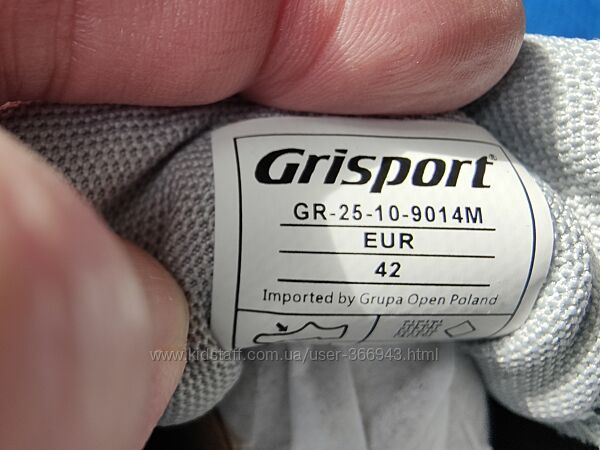 Grisport®
GR-25-10-9014M
EUR
42
Imported by Grupa Open Poland
www.kidstaff.com.ua/user-366943.html